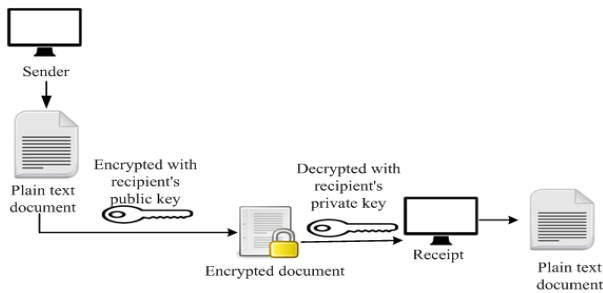 Sender
Plain text
document
Encrypted with
recipient's
public key
Encrypted document
Decrypted with
recipient's
private key
Receipt
Plain text
document